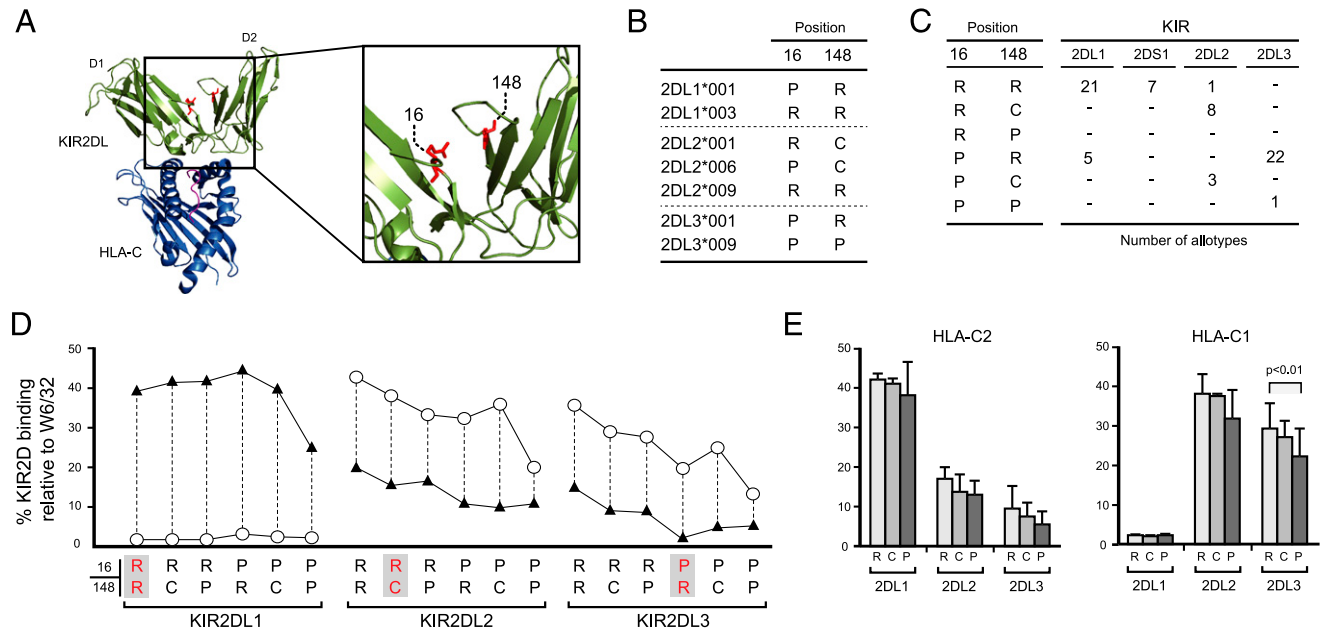 A
D1
D2
KIR2DL
HLA-C
16
148
B
Position
16 148
2DL1*001 P R
2DL1*003 R R
2DL2*001 R C
2DL2*006 P C
2DL2*009 R R
2DL3*001 P R
2DL3*009 P P
C
Position KIR
16 148 2DL1 2DS1 2DL2 2DL3
R R 21 7 1 -
R C - - 8 -
R P - - - -
P R 5 - - 22
P C - - 3 -
P P - - - 1
Number of allotypes
D
% KIR2D binding
relative to W6/32
50
40
30
20
10
0
16 R R R P P P R R R P P P R R R P P P
148 R C P R C P R C P R C P R C P R C P
KIR2DL1 KIR2DL2 KIR2DL3
E
HLA-C2
50
40
30
20
10
0
R C P R C P R C P
2DL1 2DL2 2DL3
HLA-C1
50
40
30
20
10
0
p<0.01
R C P R C P R C P
2DL1 2DL2 2DL3